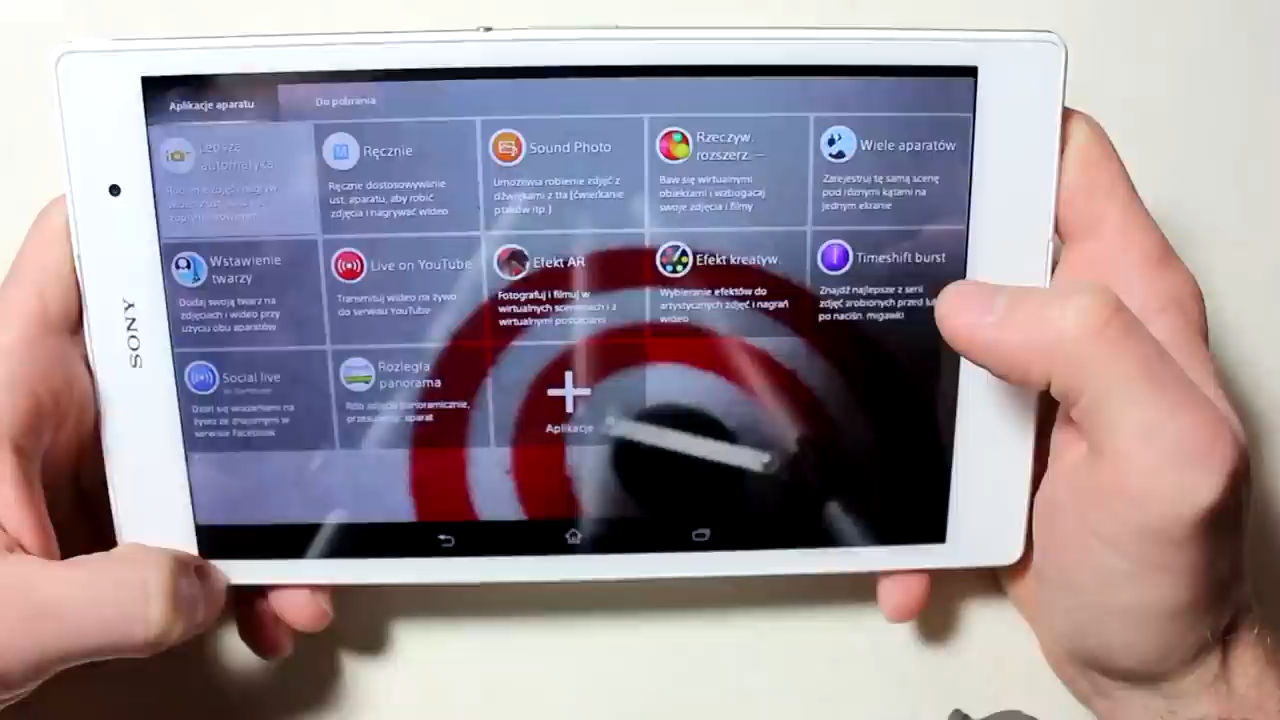 Aplikacje aparatu
Do pobrania
Lepsza
automatyka
Ręcznie
Ręczne dostosowywanie
ust. aparatu, aby robić
zdjęcia i nagrywać wideo
Sound Photo
Umożliwia robienie zdjęć z
dźwiękami z tła (ćwierkanie
ptaków itp.)
Rzeczyw.
rozszerz. —
Baw się wirtualnymi
obiektami i wzbogacaj
swoje zdjęcia i filmy
Wiele aparatów
Zarejestruj tę samą scenę
pod różnymi kątami na
jednym ekranie
Wstawienie
twarzy
Dodaj swoją twarz na
zdjęciach i wideo przy
użyciu obu aparatów
Live on YouTube
Transmituj wideo na żywo
do serwisu YouTube
Efekt AR
Fotografuj i filmuj w
wirtualnych sceneriach i z
wirtualnymi postaciami
Efekt kreatyw.
Wybieranie efektów do
artystycznych zdjęć i nagrań
wideo
Timeshift burst
Znajdź najlepsze z serii
zdjęć zrobionych przed lub
po naciśn. migawki
Social live
Dziel się wrażeniami na
żywo ze znajomymi w
serwisie Facebook
Rozległa
panorama
Rób zdjęcia panoramicznie,
przesuwając aparat
Aplikacje
SONY